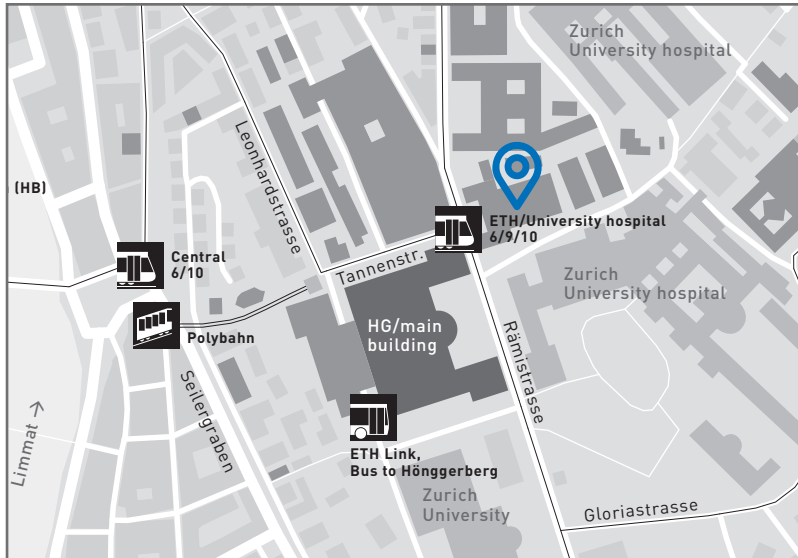 Zurich
University hospital
Leonhardstrasse
(HB)
ETH/University hospital
6/9/10
Central
6/10
Tannenstr.
Zurich
University hospital
HG/main
building
Polybahn
Rämistrasse
Seilergraben
Limmat →
ETH Link,
Bus to Hönggerberg
Zurich
University
Gloriastrasse